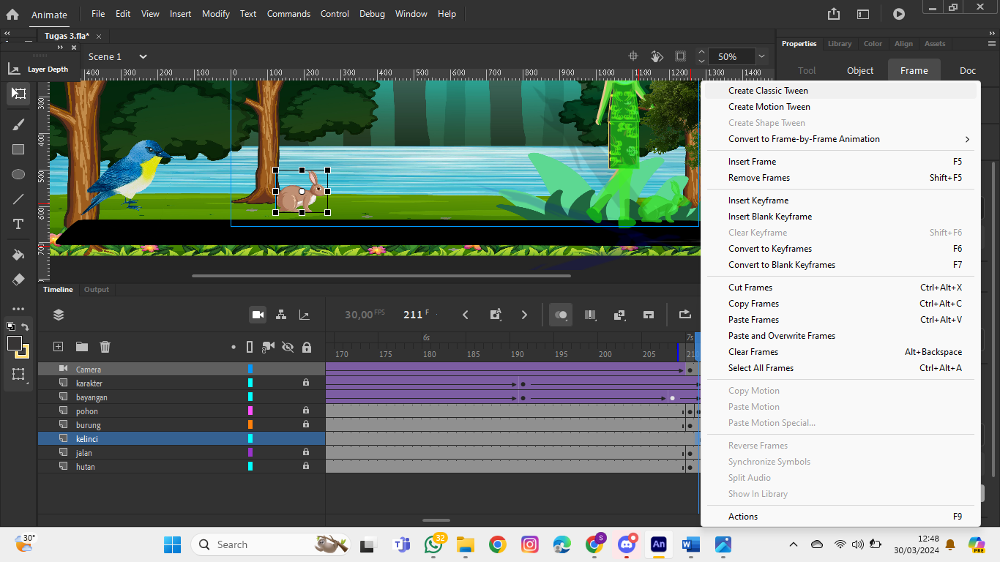 Animate File Edit View Insert Modify Text Commands Control Debug Window Help
Tugas 3.fla* ×
Scene 1 50%
Layer Depth
400 300 200 100 0 100 200 300 400 500 600 700 800 900 1000 1100 1200 1300 1400
300
400
500
600
700
Properties Library Color Align Assets
Tool Object Frame Doc
Create Classic Tween
Create Motion Tween
Create Shape Tween
Convert to Frame-by-Frame Animation
Insert Frame F5
Remove Frames Shift+F5
Insert Keyframe
Insert Blank Keyframe
Clear Keyframe Shift+F6
Convert to Keyframes F6
Convert to Blank Keyframes F7
Cut Frames Ctrl+Alt+X
Copy Frames Ctrl+Alt+C
Paste Frames Ctrl+Alt+V
Paste and Overwrite Frames
Clear Frames Alt+Backspace
Select All Frames Ctrl+Alt+A
Copy Motion
Paste Motion
Paste Motion Special...
Reverse Frames
Synchronize Symbols
Split Audio
Show In Library
Actions F9
Timeline Output
30,00 FPS 211 F
6s 7s
170 175 180 185 190 195 200 205 210
Camera
karakter
bayangan
pohon
burung
kelinci
jalan
hutan
30° Search 32 S An 12:48
30/03/2024 PRE